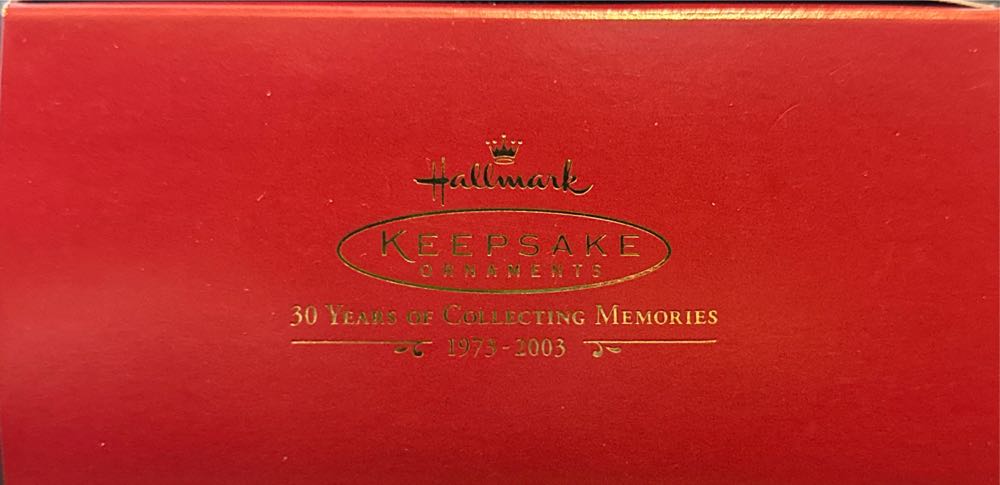 Hallmark
KEEPSAKE
ORNAMENTS
30 YEARS OF COLLECTING MEMORIES
1973-2003